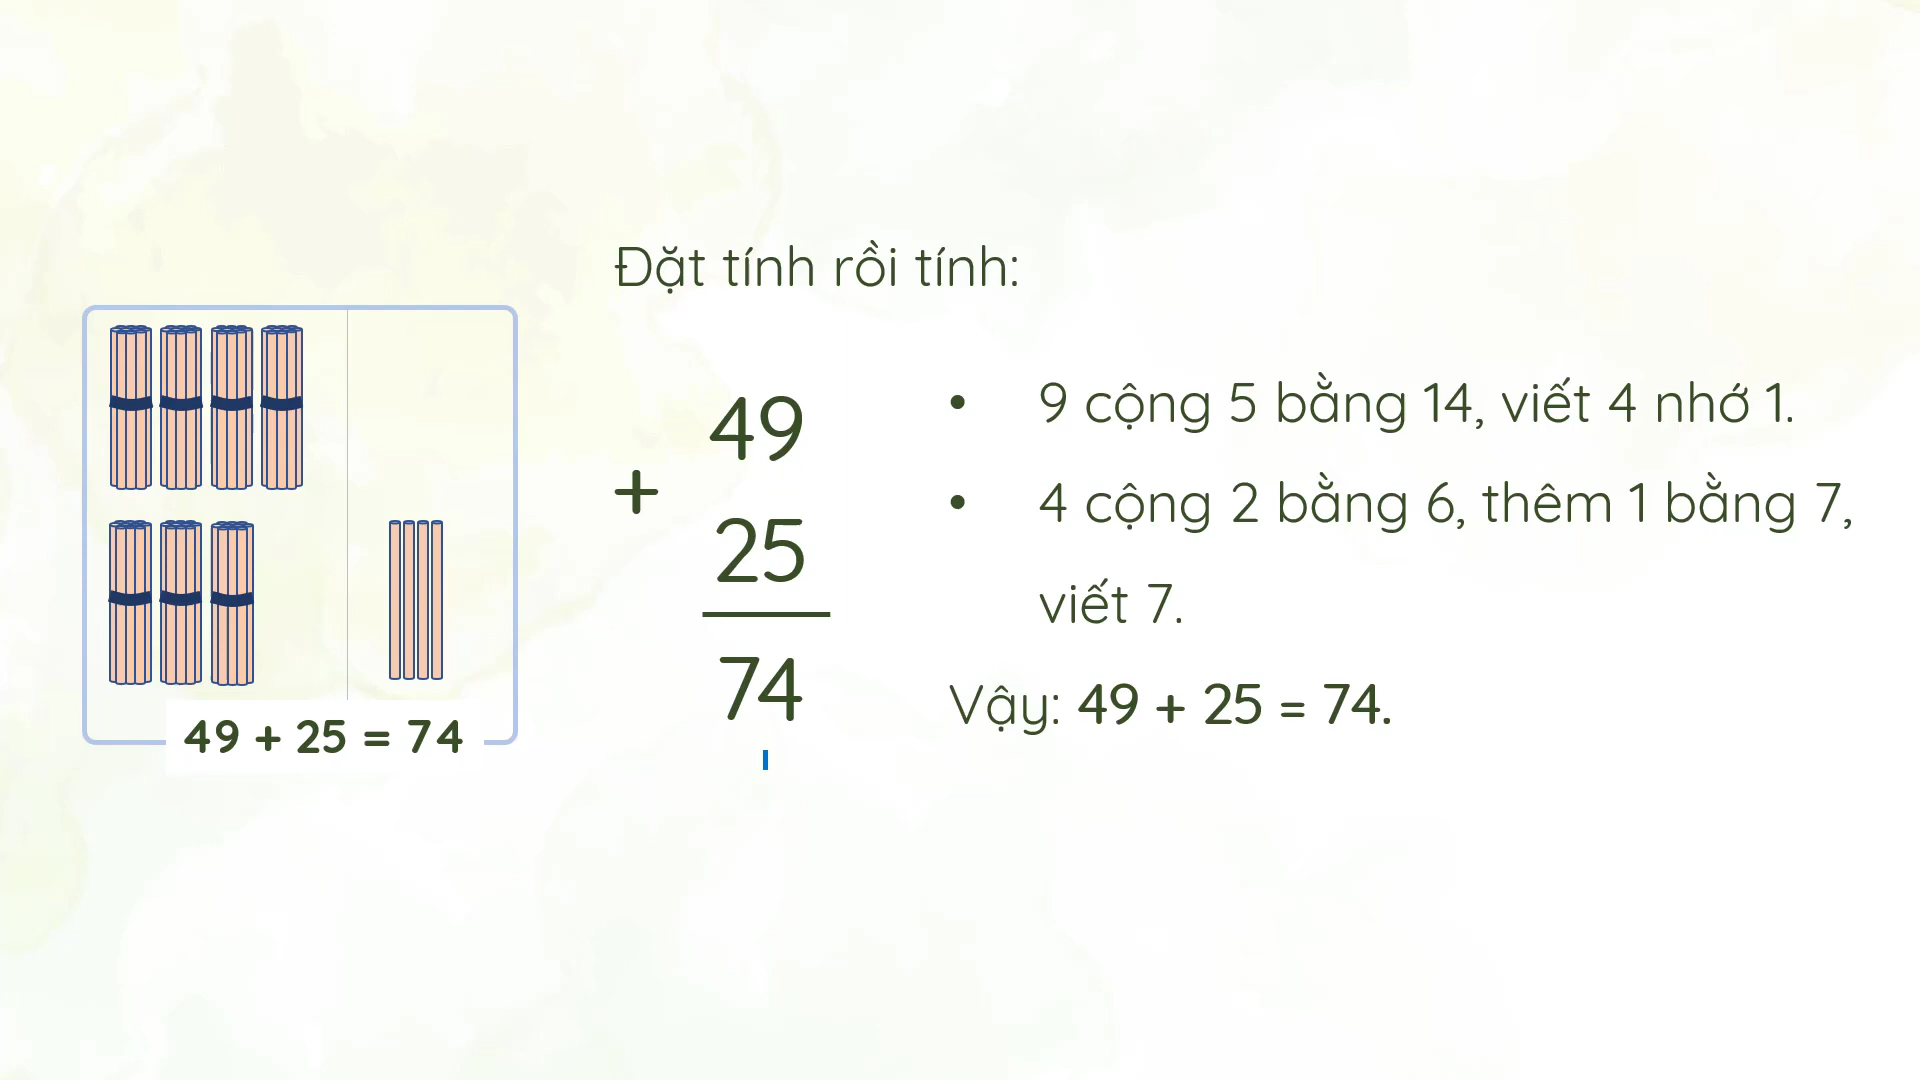 Đặt tính rồi tính:
49
+
25
74
49 + 25 = 74
• 9 cộng 5 bằng 14, viết 4 nhớ 1.
• 4 cộng 2 bằng 6, thêm 1 bằng 7,
viết 7.
Vậy: 49 + 25 = 74.